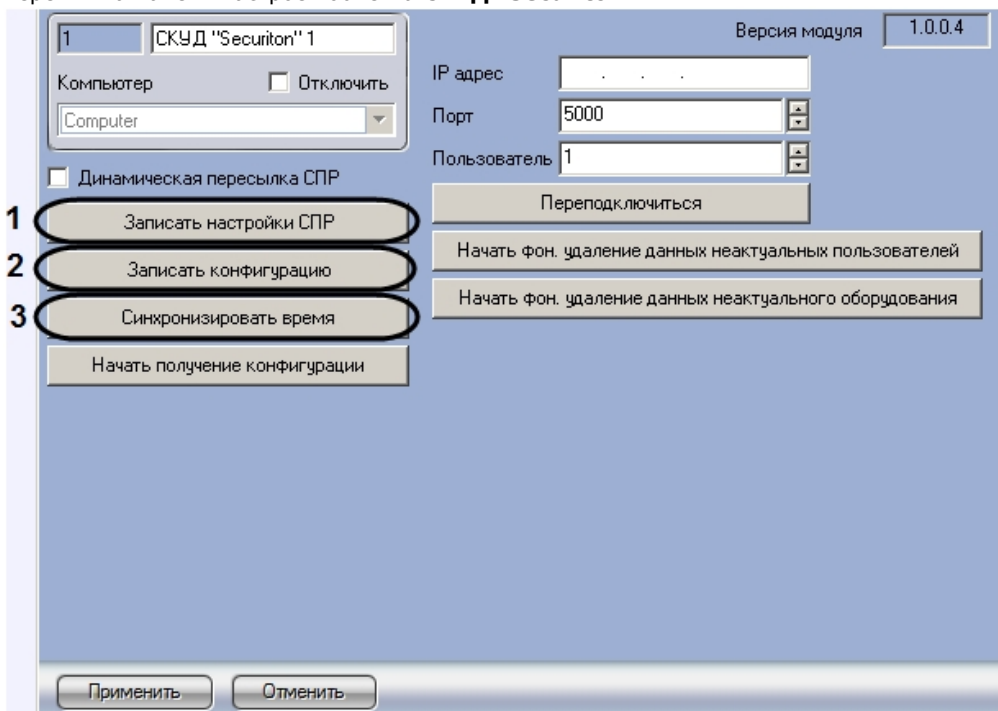 1 СКУД "Securiton" 1
Компьютер Отключить
Computer
Динамическая пересылка СПР
1 Записать настройки СПР
2 Записать конфигурацию
3 Синхронизировать время
Начать получение конфигурации
Версия модуля 1.0.0.4
IP адрес . . .
Порт 5000
Пользователь 1
Переподключиться
Начать фон. удаление данных неактуальных пользователей
Начать фон. удаление данных неактуального оборудования
Применить Отменить